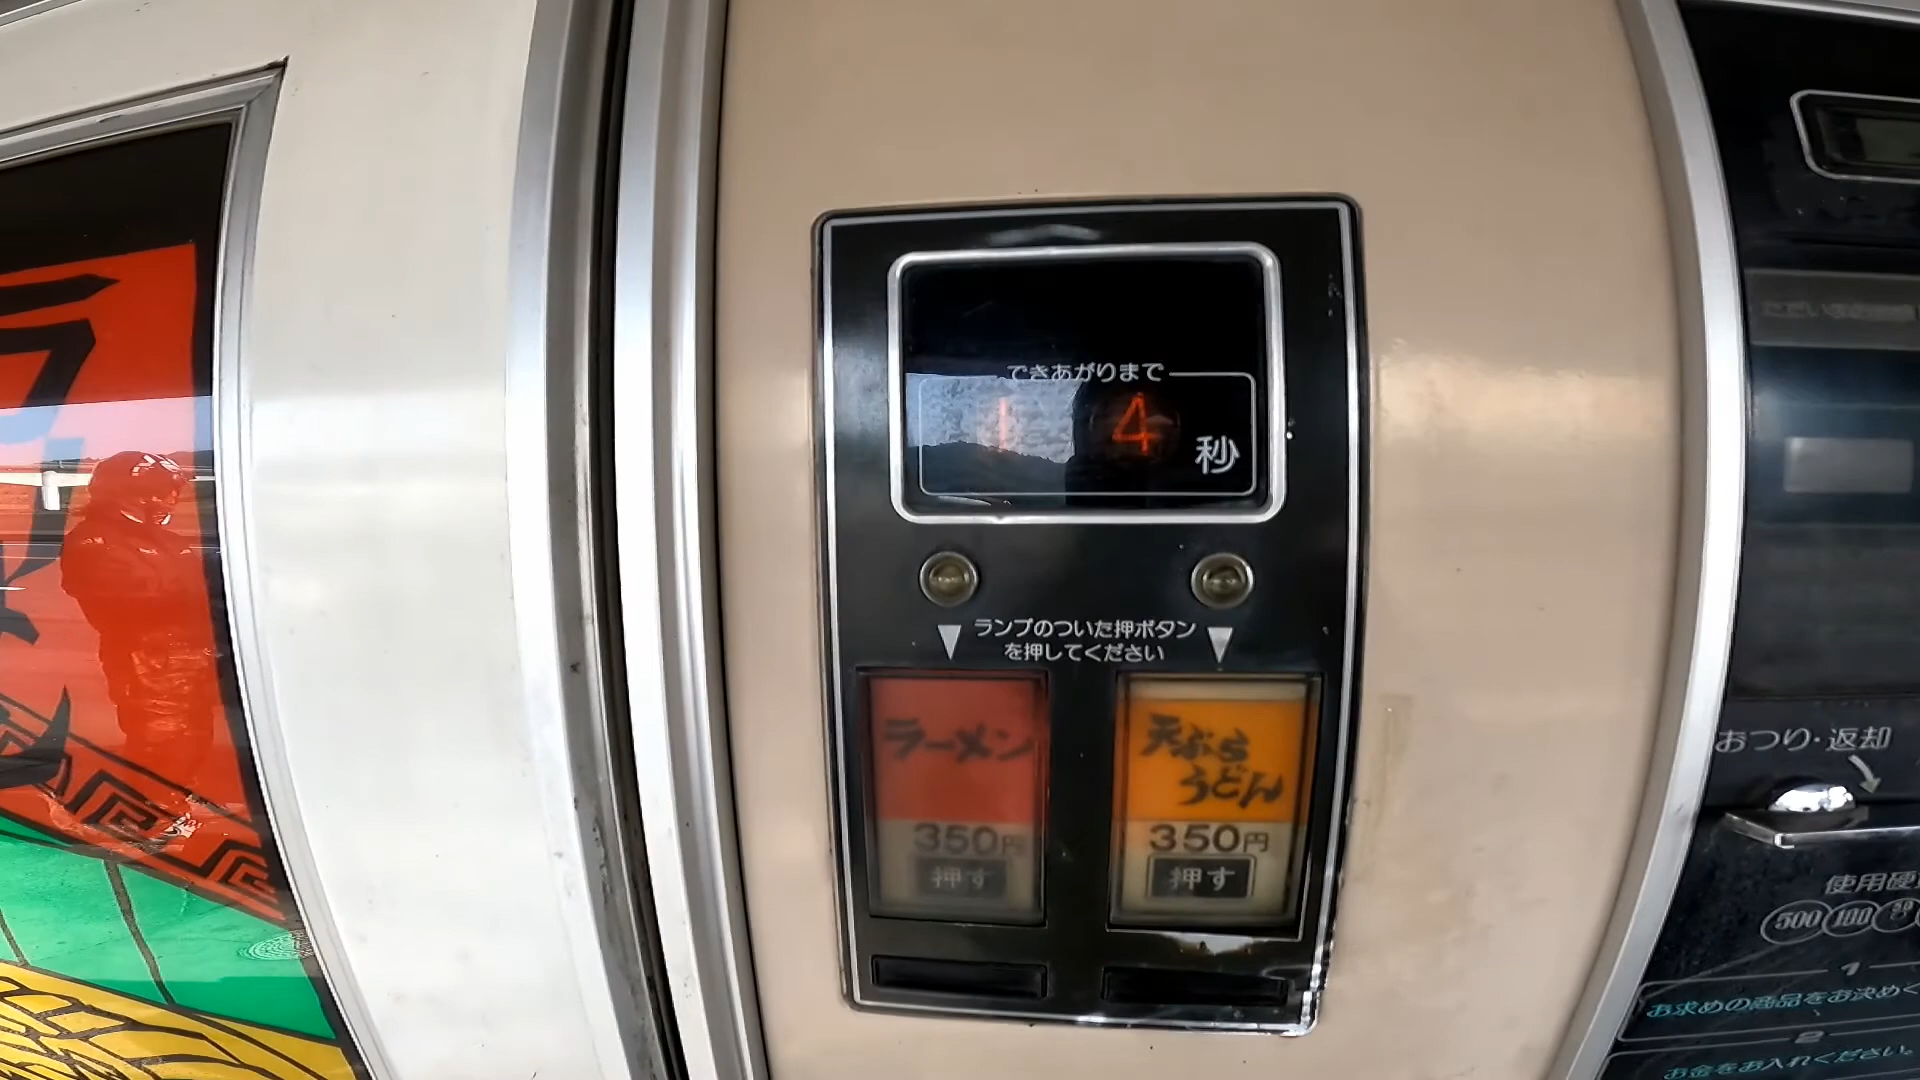 ラ
できあがりまで
14秒
ランプのついた押ボタン
を押してください
ラーメン
350円
押す
天ぷら
うどん
350円
押す
おつり・返却
使用硬
500 100
1
お求めの商品をお決めく
2
お金をお入れください。